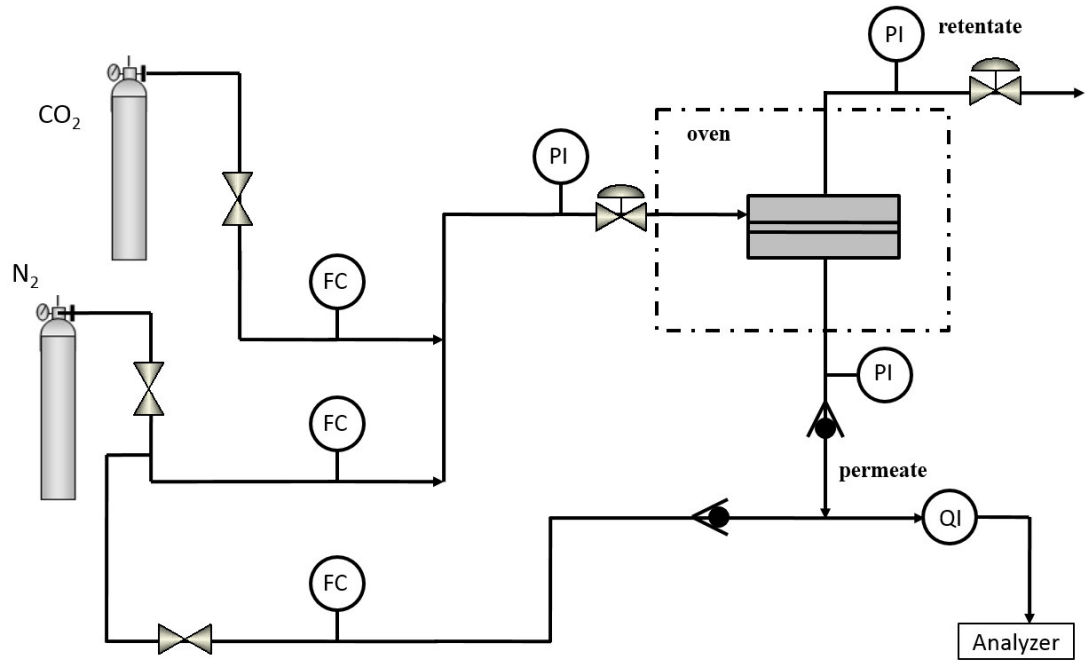 PI
retentate
CO2
oven
PI
N2
FC
PI
FC
permeate
QI
FC
Analyzer